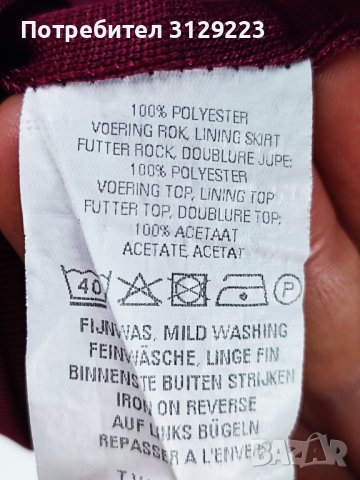 Потребител 3129223
100% POLYESTER
VOERING ROK, LINING SKIRT
FUTTER ROCK, DOUBLURE JUPE:
100% POLYESTER
VOERING TOP, LINING TOP
FUTTER TOP, DOUBLURE TOP:
100% ACETAAT
ACETATE, ACETAT
40 P
FIJNWAS, MILD WASHING
FEINWÄSCHE, LINGE FIN
BINNENSTE BUITEN STRIJKEN
IRON ON REVERSE
AUF LINKS BÜGELN
REPASSER A L'ENVERS
BAZAR